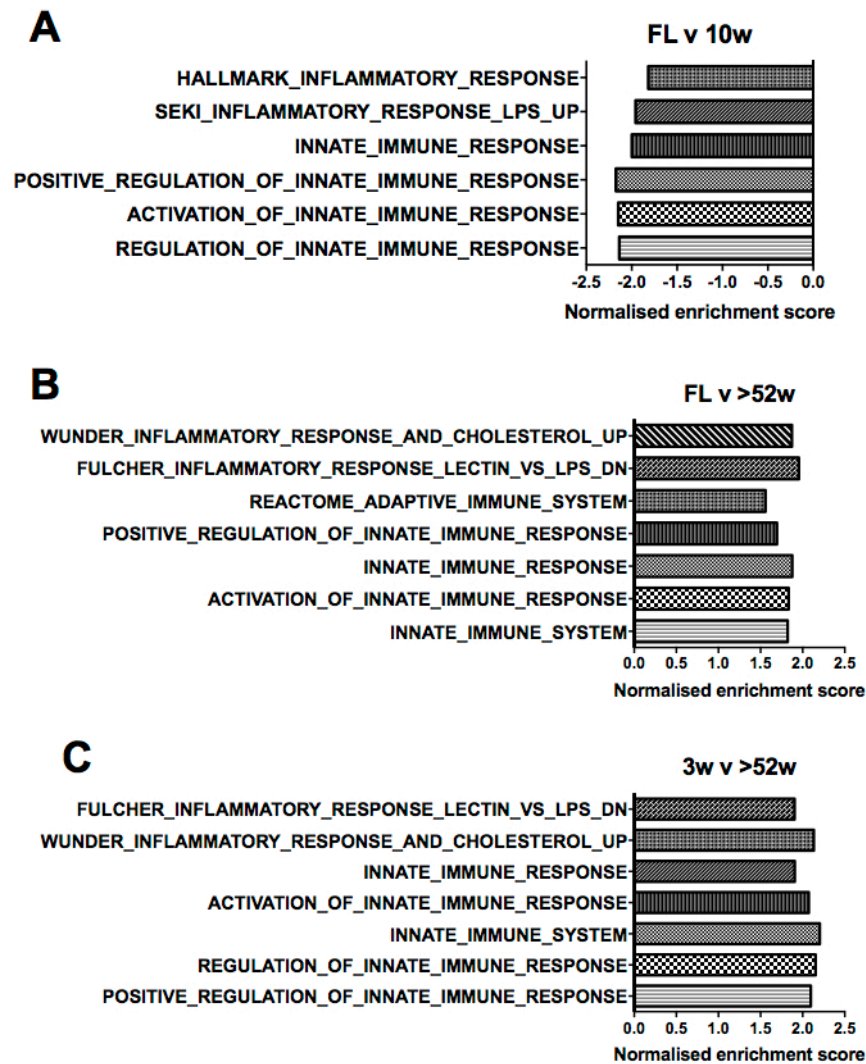 A
FL v 10w
HALLMARK_INFLAMMATORY_RESPONSE
SEKI_INFLAMMATORY_RESPONSE_LPS_UP
INNATE_IMMUNE_RESPONSE
POSITIVE_REGULATION_OF_INNATE_IMMUNE_RESPONSE
ACTIVATION_OF_INNATE_IMMUNE_RESPONSE
REGULATION_OF_INNATE_IMMUNE_RESPONSE
-2.5 -2.0 -1.5 -1.0 -0.5 0.0
Normalised enrichment score
B
FL v >52w
WUNDER_INFLAMMATORY_RESPONSE_AND_CHOLESTEROL_UP
FULCHER_INFLAMMATORY_RESPONSE_LECTIN_VS_LPS_DN
REACTOME_ADAPTIVE_IMMUNE_SYSTEM
POSITIVE_REGULATION_OF_INNATE_IMMUNE_RESPONSE
INNATE_IMMUNE_RESPONSE
ACTIVATION_OF_INNATE_IMMUNE_RESPONSE
INNATE_IMMUNE_SYSTEM
0.0 0.5 1.0 1.5 2.0 2.5
Normalised enrichment score
C
3w v >52w
FULCHER_INFLAMMATORY_RESPONSE_LECTIN_VS_LPS_DN
WUNDER_INFLAMMATORY_RESPONSE_AND_CHOLESTEROL_UP
INNATE_IMMUNE_RESPONSE
ACTIVATION_OF_INNATE_IMMUNE_RESPONSE
INNATE_IMMUNE_SYSTEM
REGULATION_OF_INNATE_IMMUNE_RESPONSE
POSITIVE_REGULATION_OF_INNATE_IMMUNE_RESPONSE
0.0 0.5 1.0 1.5 2.0 2.5
Normalised enrichment score